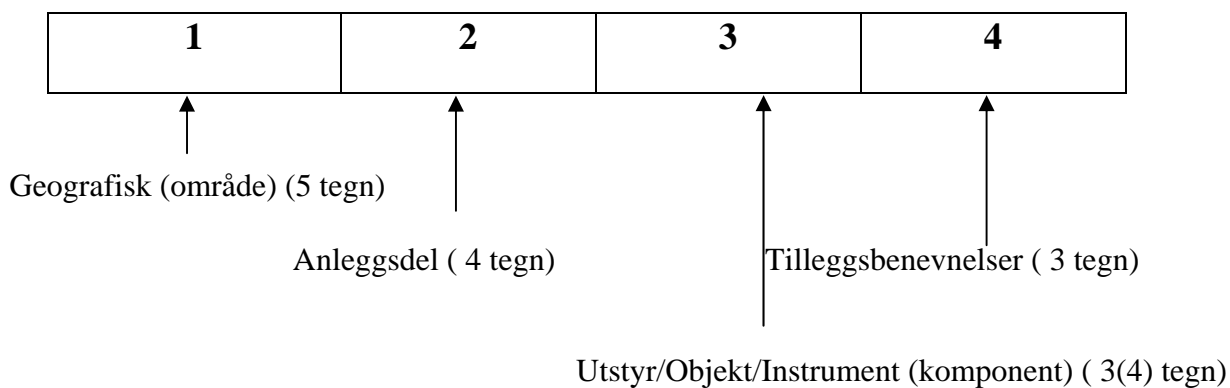 1 2 3 4
Geografisk (område) (5 tegn)
Anleggsdel ( 4 tegn) Tilleggsbenevnelser ( 3 tegn)
Utstyr/Objekt/Instrument (komponent) ( 3(4) tegn)